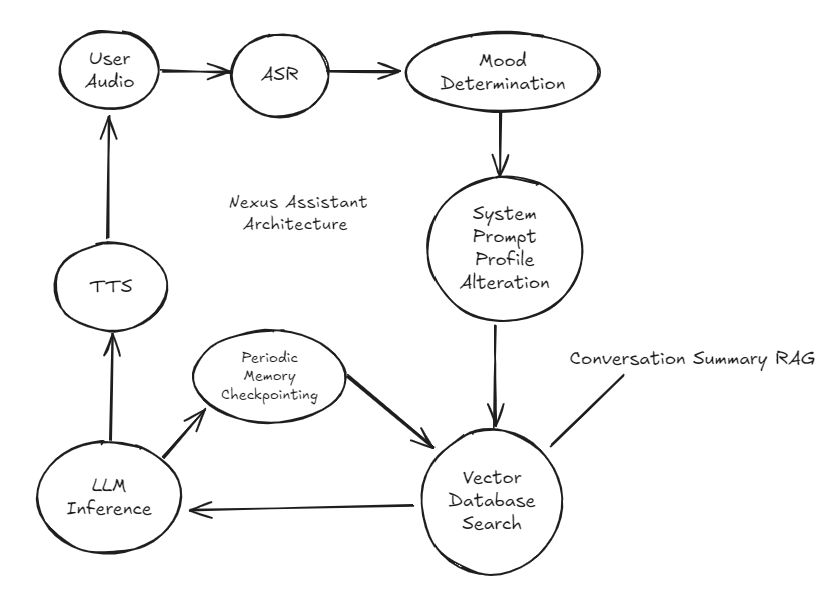 User
Audio
ASR
Mood
Determination
Nexus Assistant
Architecture
System
Prompt
Profile
Alteration
TTS
Periodic
Memory
Checkpointing
Conversation Summary RAG
LLM
Inference
Vector
Database
Search